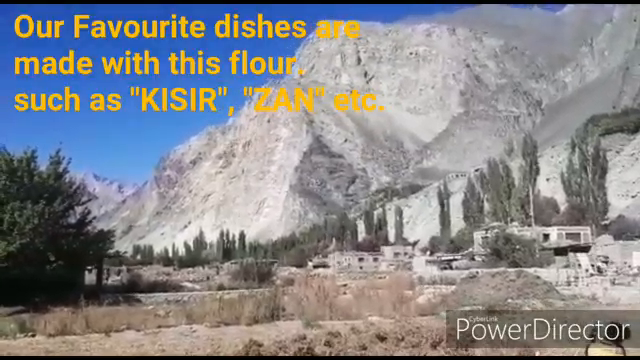 Our Favourite dishes are
made with this flour.
such as "KISIR", "ZAN" etc.
CyberLink
PowerDirector